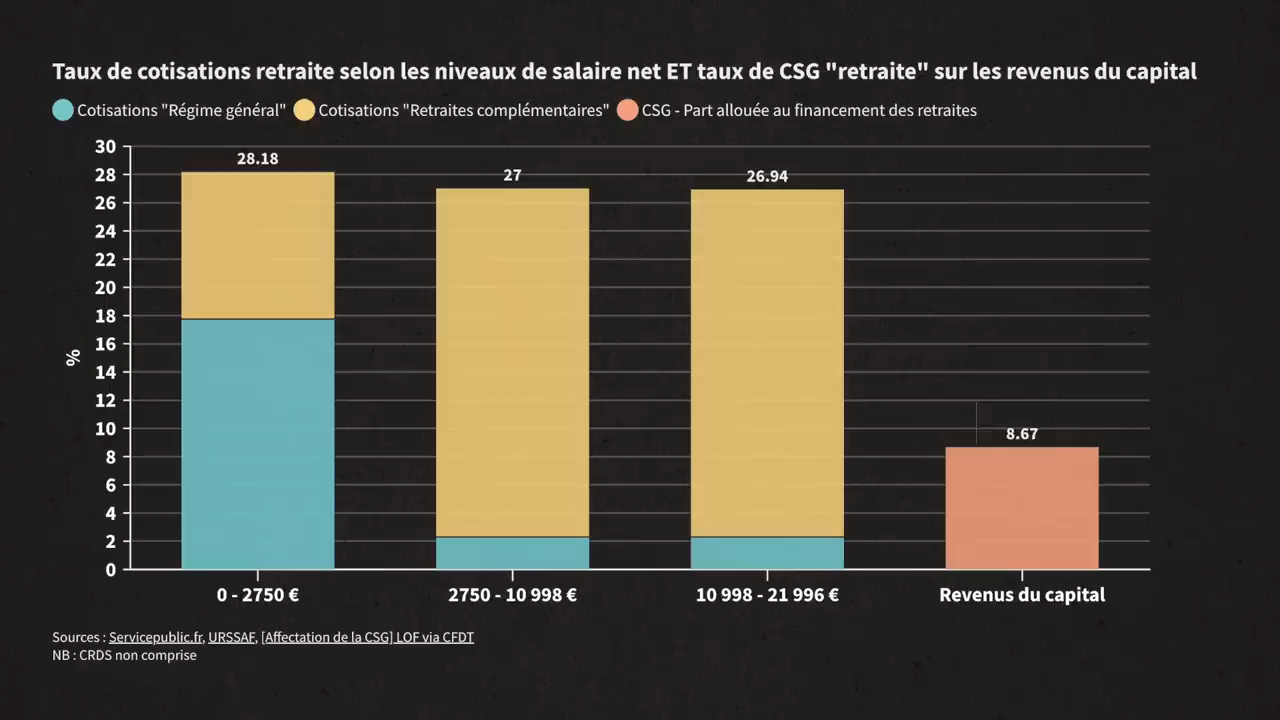 Taux de cotisations retraite selon les niveaux de salaire net ET taux de CSG "retraite" sur les revenus du capital
Cotisations "Régime général" Cotisations "Retraites complémentaires" CSG - Part allouée au financement des retraites
30
28
26
24
22
20
18
16
14
12
10
8
6
4
2
0
%
28.18
27
26.94
8.67
0 - 2750 €
2750 - 10 998 €
10 998 - 21 996 €
Revenus du capital
Sources : Servicepublic.fr, URSSAF, [Affectation de la CSG] LOF via CFDT
NB : CRDS non comprise